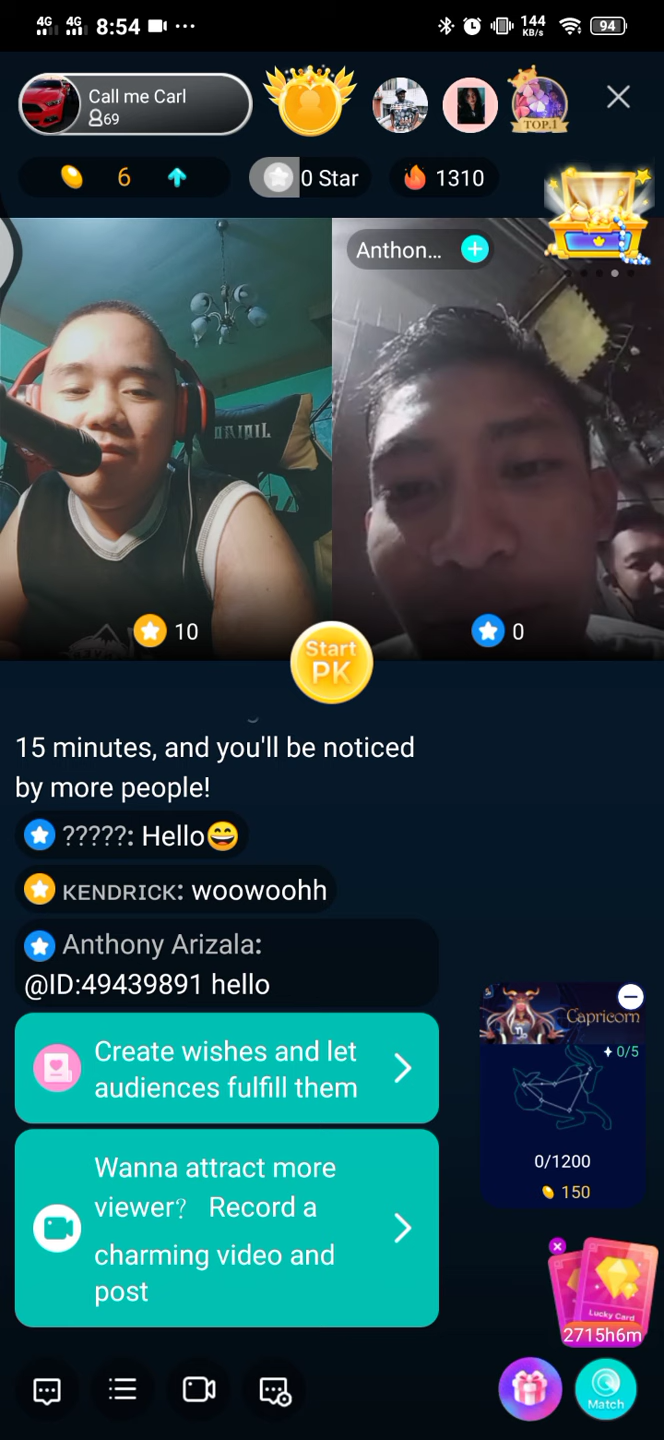 4G 4G 8:54 ... 144 KB/s 94
Call me Carl
69
TOP.1
6 0 Star 1310
Anthon...
10 0
Start
PK
15 minutes, and you'll be noticed
by more people!
?????: Hello😄
ᴋᴇɴᴅʀɪᴄᴋ: woowoohh
Anthony Arizala:
@ID:49439891 hello
Create wishes and let
audiences fulfill them
Wanna attract more
viewer? Record a
charming video and
post
Capricorn
0/5
0/1200
150
Lucky Card
2715h6m
Match